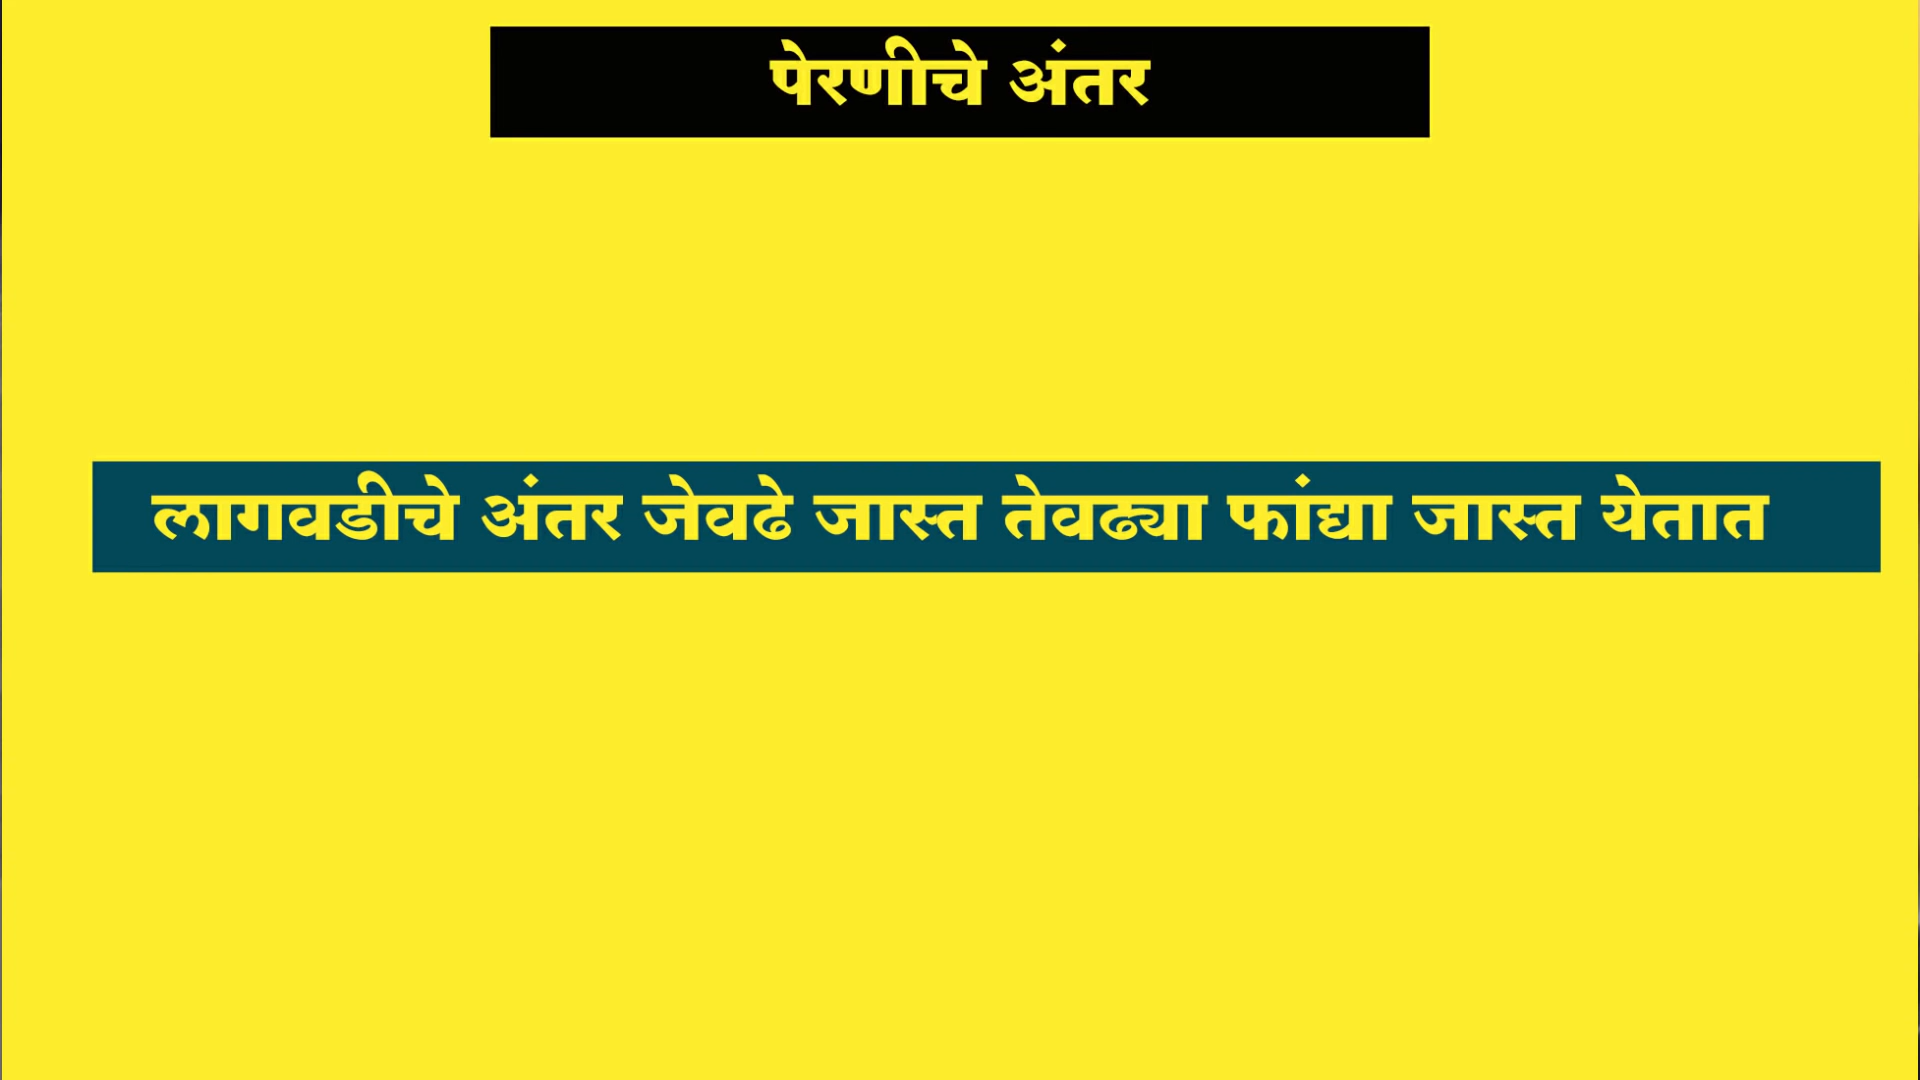 पेरणीचे अंतर
लागवडीचे अंतर जेवढे जास्त तेवढ्या फांद्या जास्त येतात